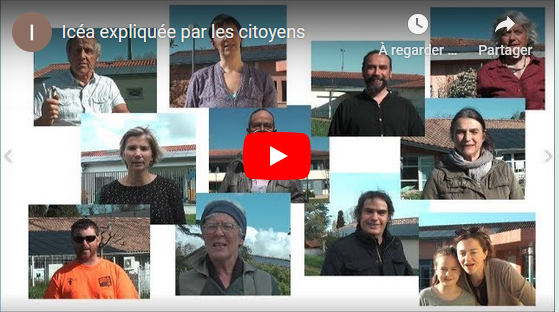 I
Icéa expliquée par les citoyens
À regarder ...
Partager